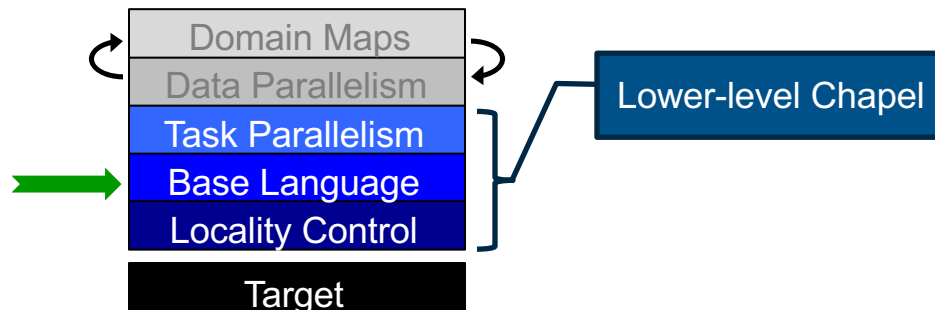 Domain Maps
Data Parallelism
Task Parallelism
Base Language
Locality Control
Target
Lower-level Chapel